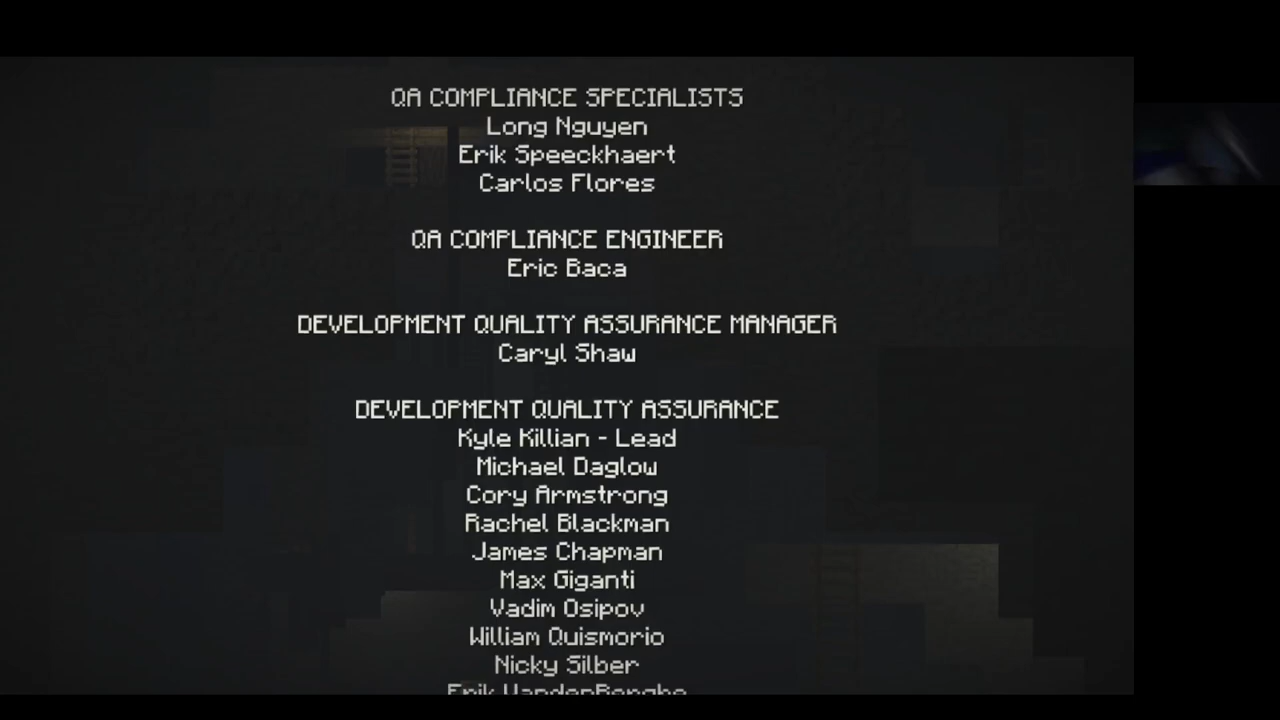 QA COMPLIANCE SPECIALISTS
Long Nguyen
Erik Speeckhaert
Carlos Flores
QA COMPLIANCE ENGINEER
Eric Baca
DEVELOPMENT QUALITY ASSURANCE MANAGER
Caryl Shaw
DEVELOPMENT QUALITY ASSURANCE
Kyle Killian - Lead
Michael Daglow
Cory Armstrong
Rachel Blackman
James Chapman
Max Giganti
Vadim Osipov
William Quismorio
Nicky Silber
Erik VandenBerghe